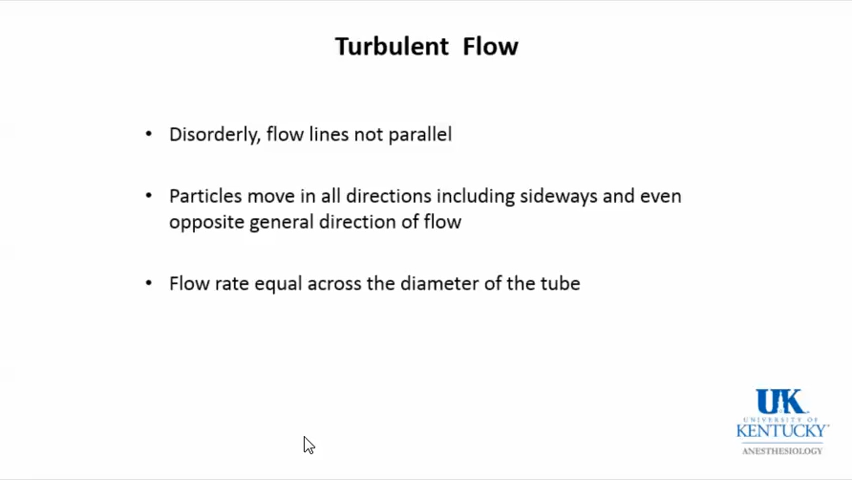 Turbulent Flow
• Disorderly, flow lines not parallel
• Particles move in all directions including sideways and even
opposite general direction of flow
• Flow rate equal across the diameter of the tube
UK
UNIVERSITY OF
KENTUCKY™
ANESTHESIOLOGY